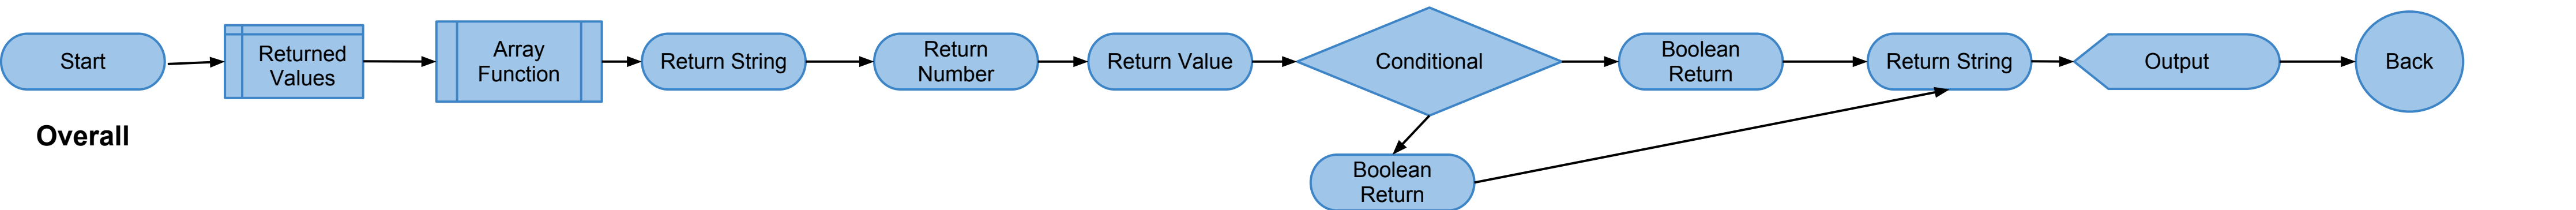 Start
Returned
Values
Array
Function
Return String
Return
Number
Return Value
Conditional
Boolean
Return
Return String
Output
Back
Overall
Boolean
Return